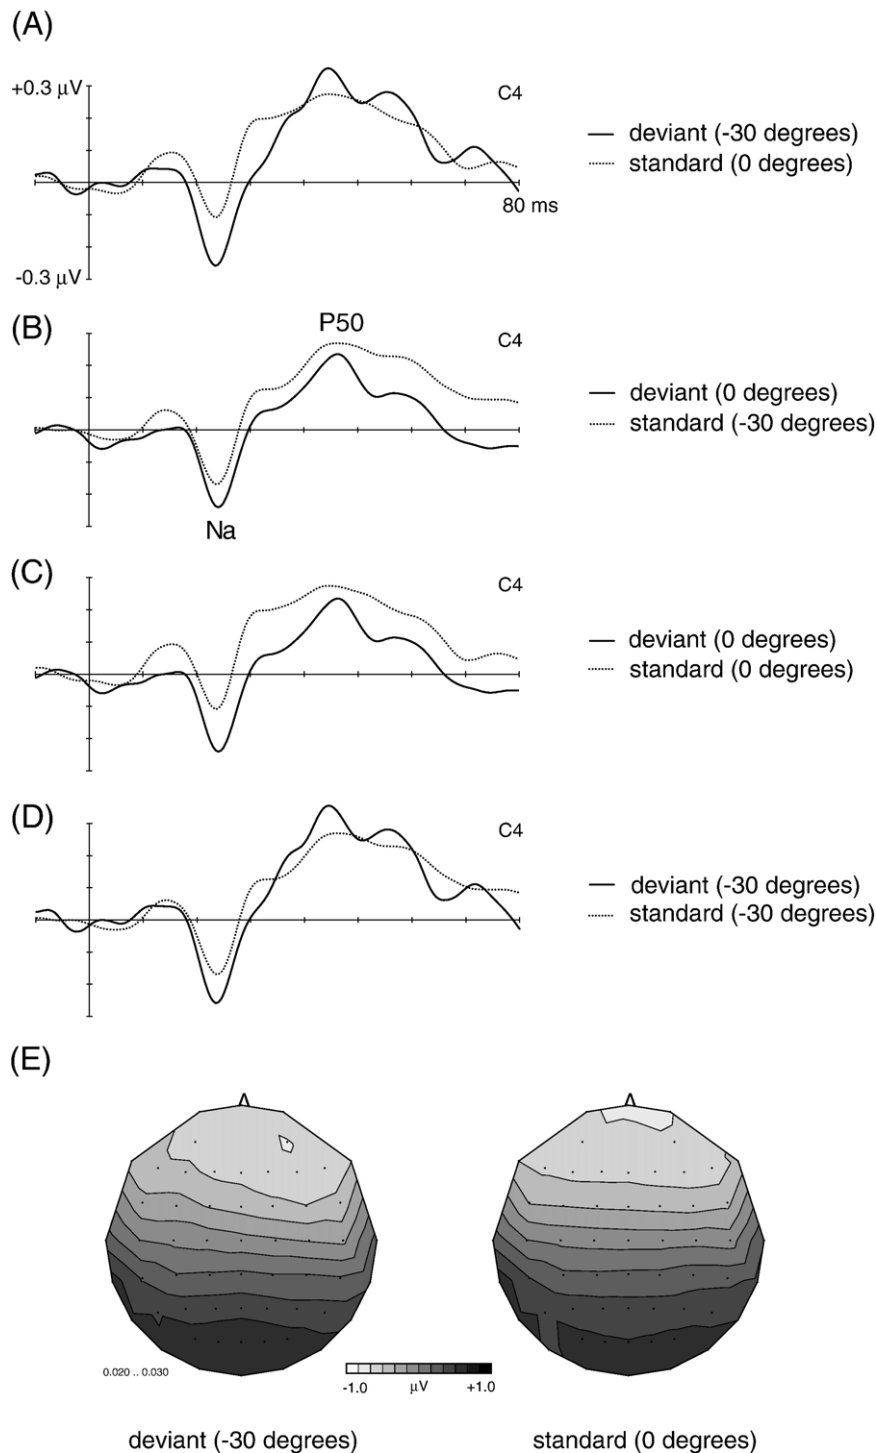 (A)
+0.3 μV
C4
deviant (-30 degrees)
standard (0 degrees)
80 ms
-0.3 μV
(B)
P50
C4
deviant (0 degrees)
standard (-30 degrees)
Na
(C)
C4
deviant (0 degrees)
standard (0 degrees)
(D)
C4
deviant (-30 degrees)
standard (-30 degrees)
(E)
0.020 .. 0.030
-1.0 μV +1.0
deviant (-30 degrees) standard (0 degrees)